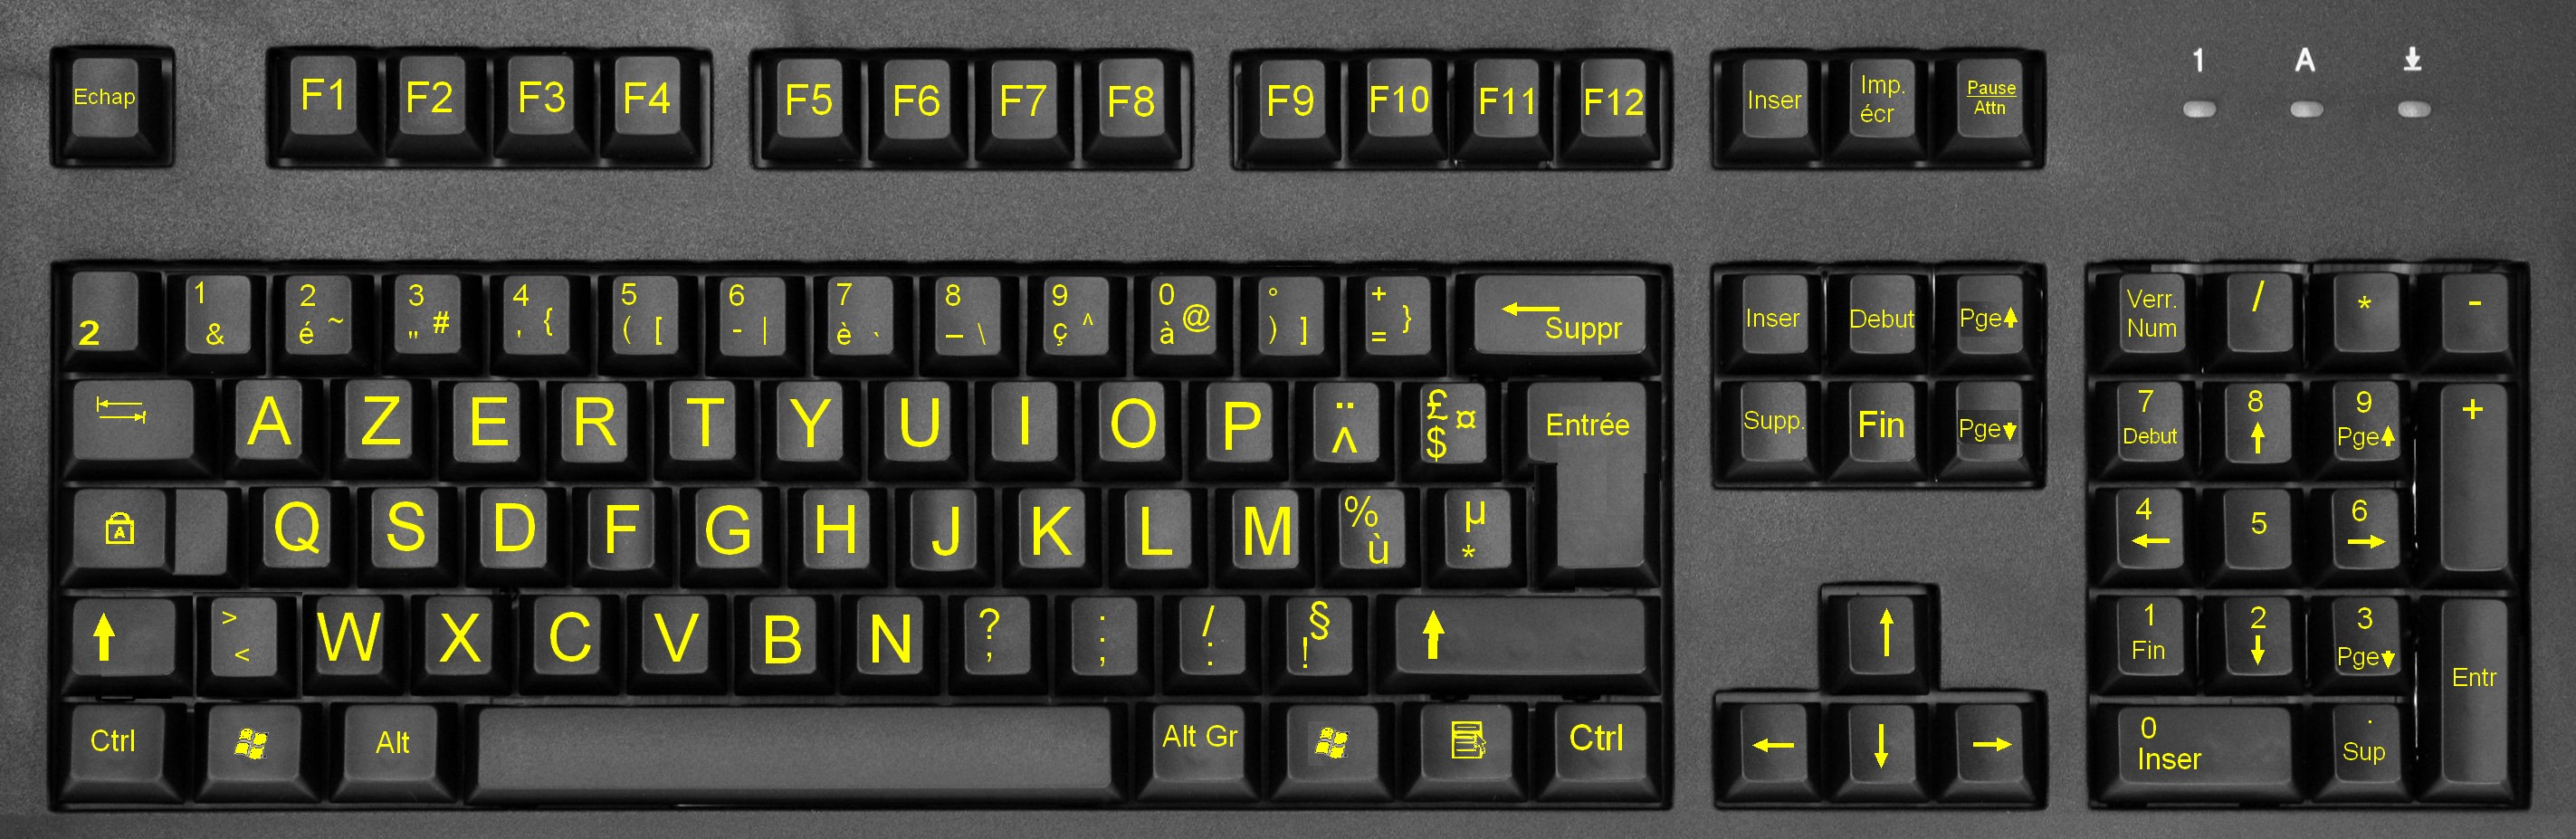 Echap F1 F2 F3 F4 F5 F6 F7 F8 F9 F10 F11 F12 Inser Imp. écr Pause Attn 1 A
2 1 & 2 é ~ 3 " # 4 ' { 5 ( [ 6 - | 7 è ` 8 _ \ 9 ç ^ 0 à @ ° ) ] + = } Suppr Inser Debut Pge Verr. Num / * -
A Z E R T Y U I O P ¨ ^ £ $ ¤ Entrée Supp. Fin Pge 7 Debut 8 9 Pge +
A Q S D F G H J K L M % ù µ * 4 5 6
> < W X C V B N ? , . ; / : § ! 1 Fin 2 3 Pge Entr
Ctrl Alt Alt Gr Ctrl 0 Inser . Sup